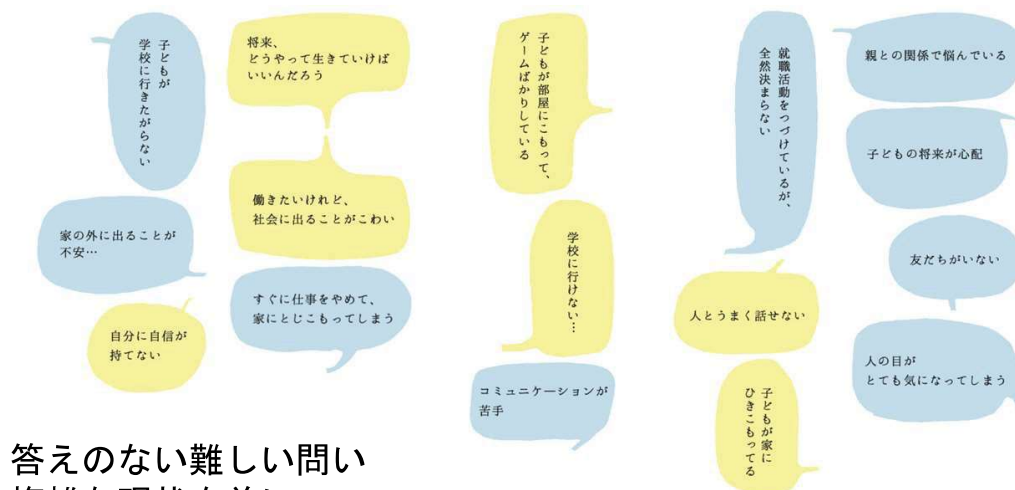 子どもが
学校に行きたがらない
将来、
どうやって生きていけば
いいんだろう
働きたいけれど、
社会に出ることがこわい
家の外に出ることが
不安…
すぐに仕事をやめて、
家にとじこもってしまう
自分に自信が
持てない
子どもが部屋にこもって、
ゲームばかりしている
学校に行けない…
コミュニケーションが
苦手
就職活動をつづけているが、
全然決まらない
親との関係で悩んでいる
子どもの将来が心配
友だちがいない
人とうまく話せない
人の目が
とても気になってしまう
子どもが家に
ひきこもってる
答えのない難しい問い